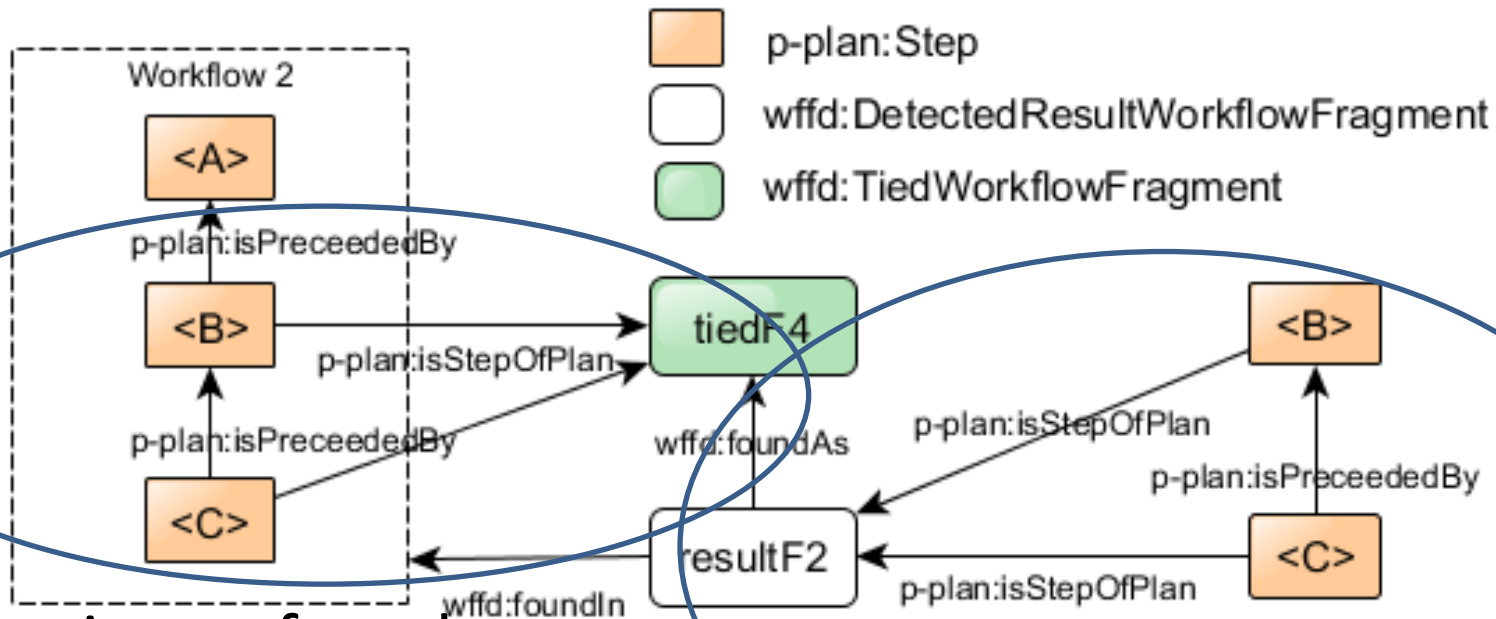 p-plan:Step
Workflow 2
wffd:DetectedResultWorkflowFragment
<A>
wffd:TiedWorkflowFragment
p-plan:isPreceededBy
<B>
tiedF4
<B>
p-plan:isStepOfPlan
p-plan:isStepOfPlan
p-plan:isPreceededBy
wffd:foundAs
p-plan:isPreceededBy
<C>
resultF2
<C>
wffd:foundIn
p-plan:isStepOfPlan